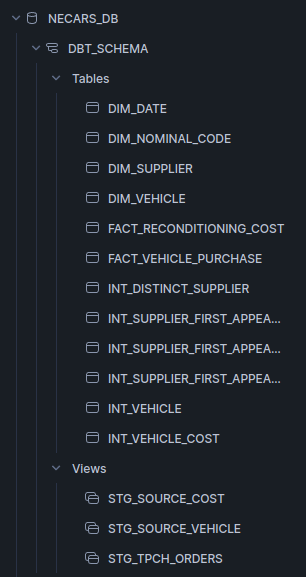 NECARS_DB
DBT_SCHEMA
Tables
DIM_DATE
DIM_NOMINAL_CODE
DIM_SUPPLIER
DIM_VEHICLE
FACT_RECONDITIONING_COST
FACT_VEHICLE_PURCHASE
INT_DISTINCT_SUPPLIER
INT_SUPPLIER_FIRST_APPEA...
INT_SUPPLIER_FIRST_APPEA...
INT_SUPPLIER_FIRST_APPEA...
INT_VEHICLE
INT_VEHICLE_COST
Views
STG_SOURCE_COST
STG_SOURCE_VEHICLE
STG_TPCH_ORDERS